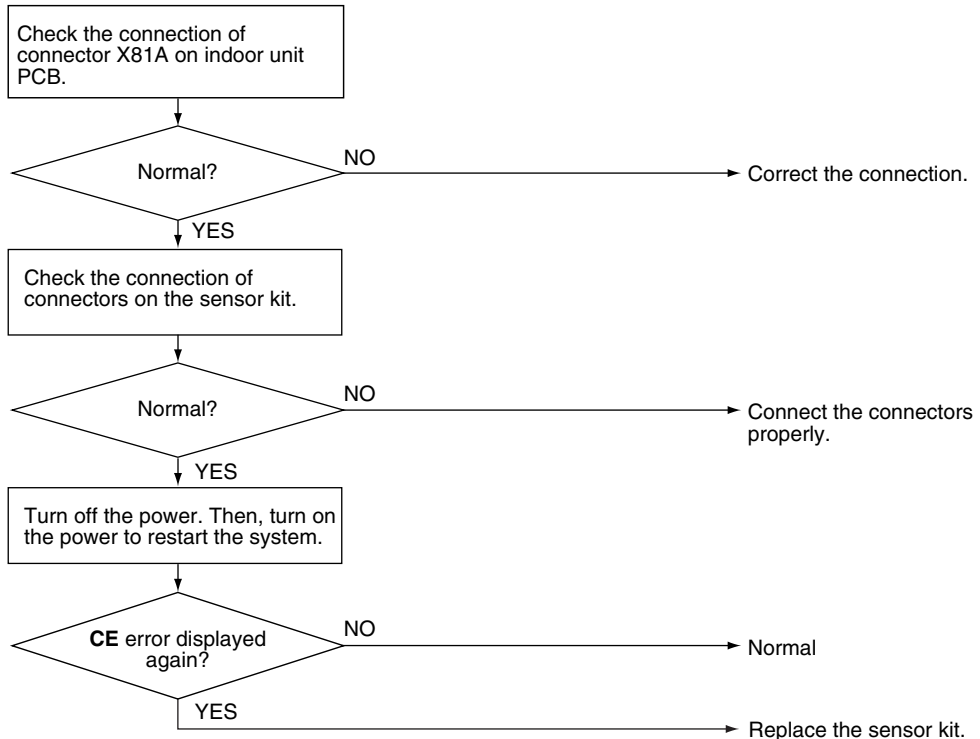 Check the connection of
connector X81A on indoor unit
PCB.
Normal?
NO
Correct the connection.
YES
Check the connection of
connectors on the sensor kit.
Normal?
NO
Connect the connectors
properly.
YES
Turn off the power. Then, turn on
the power to restart the system.
CE error displayed
again?
NO
Normal
YES
Replace the sensor kit.